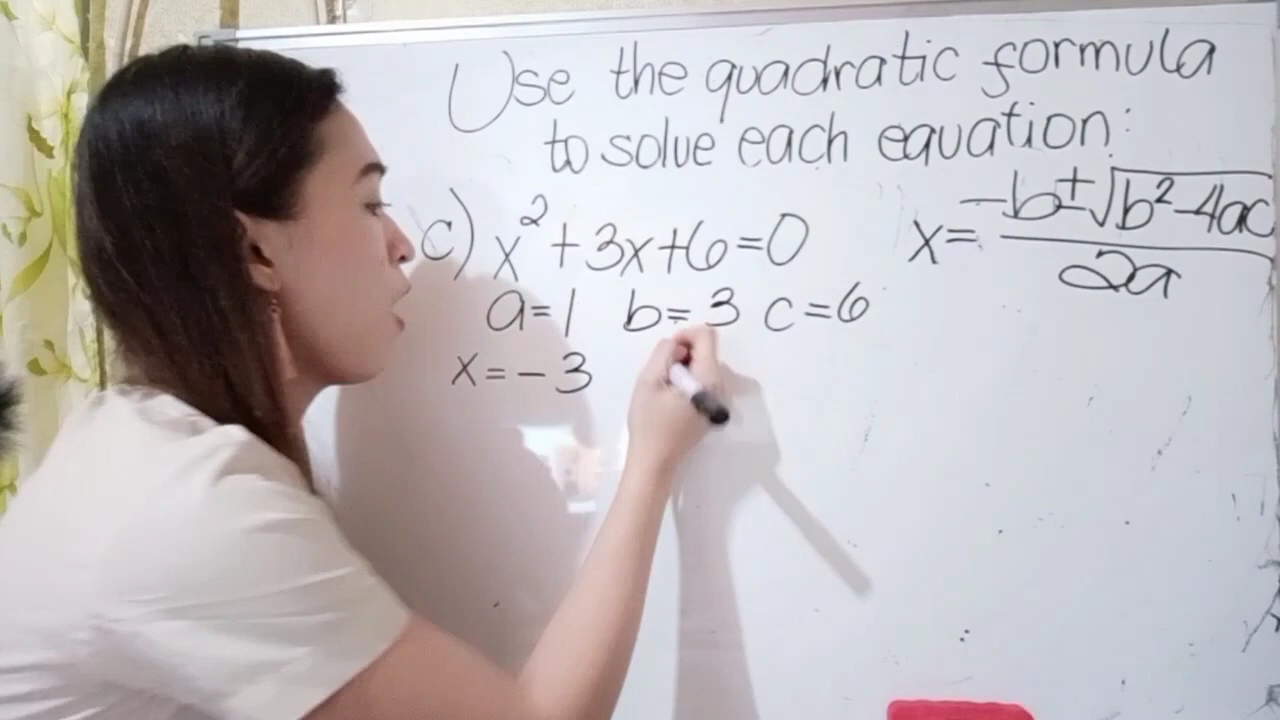 Use the quadratic formula
to solve each equation:
c) x² + 3x + 6 = 0
x = (-b ± √(b² - 4ac)) / 2a
a = 1 b = 3 c = 6
x = - 3